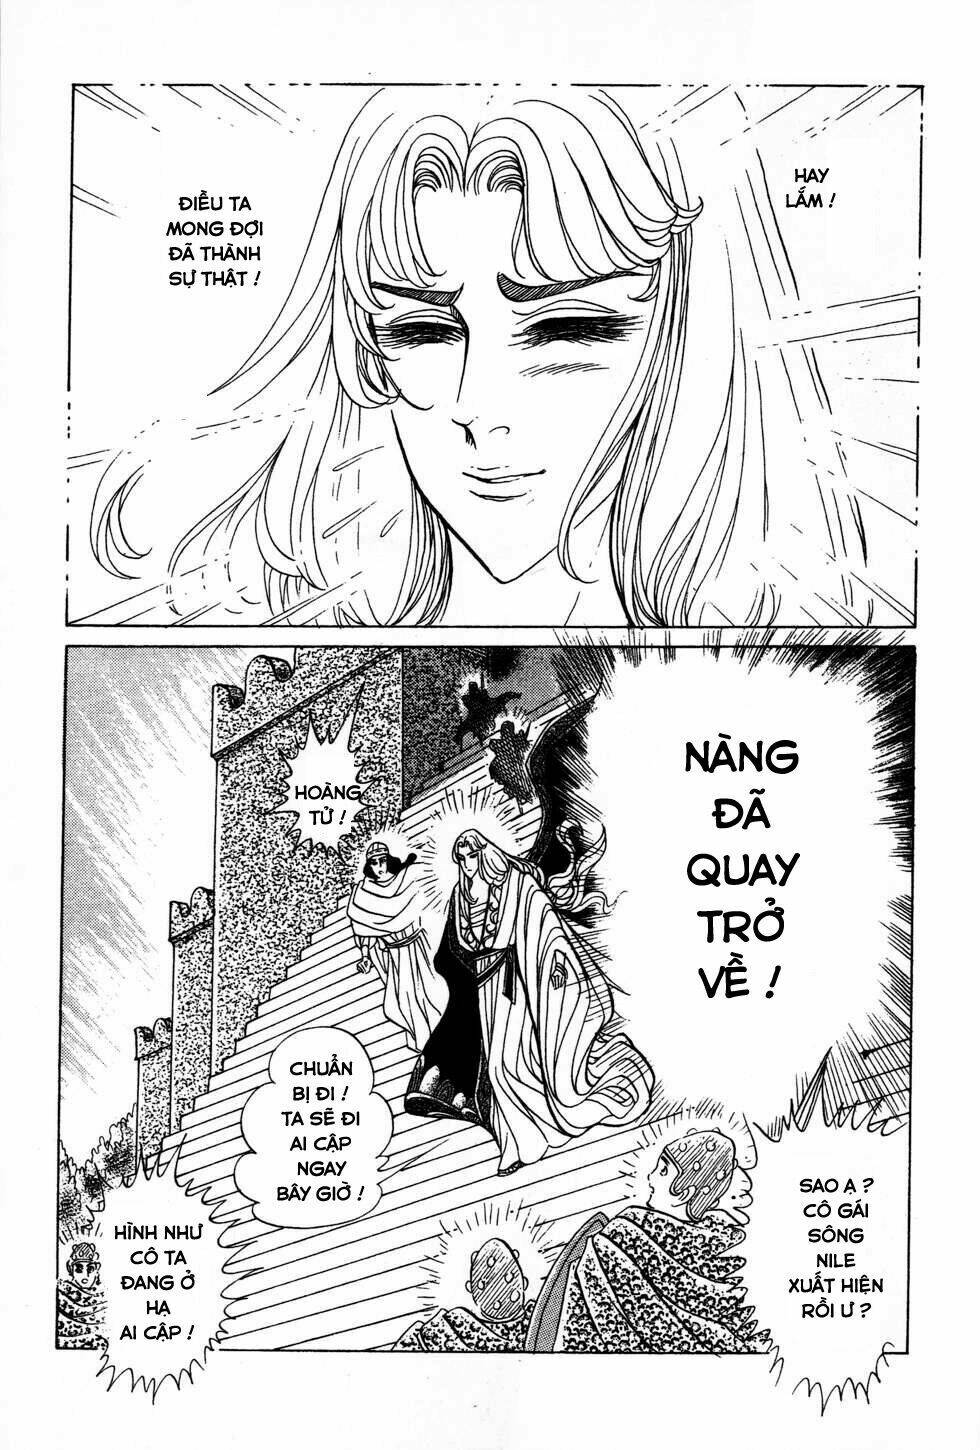 HAY
LẮM !
ĐIỀU TA
MONG ĐỢI
ĐÃ THÀNH
SỰ THẬT !
NÀNG
ĐÃ
QUAY
TRỞ
VỀ !
HOÀNG
TỬ !
CHUẨN
BỊ ĐI !
TA SẼ ĐI
AI CẬP
NGAY
BÂY GIỜ !
SAO Ạ ?
CÔ GÁI
SÔNG
NILE
XUẤT HIỆN
RỒI Ư ?
HÌNH NHƯ
CÔ TA
ĐANG Ở
HẠ
AI CẬP !